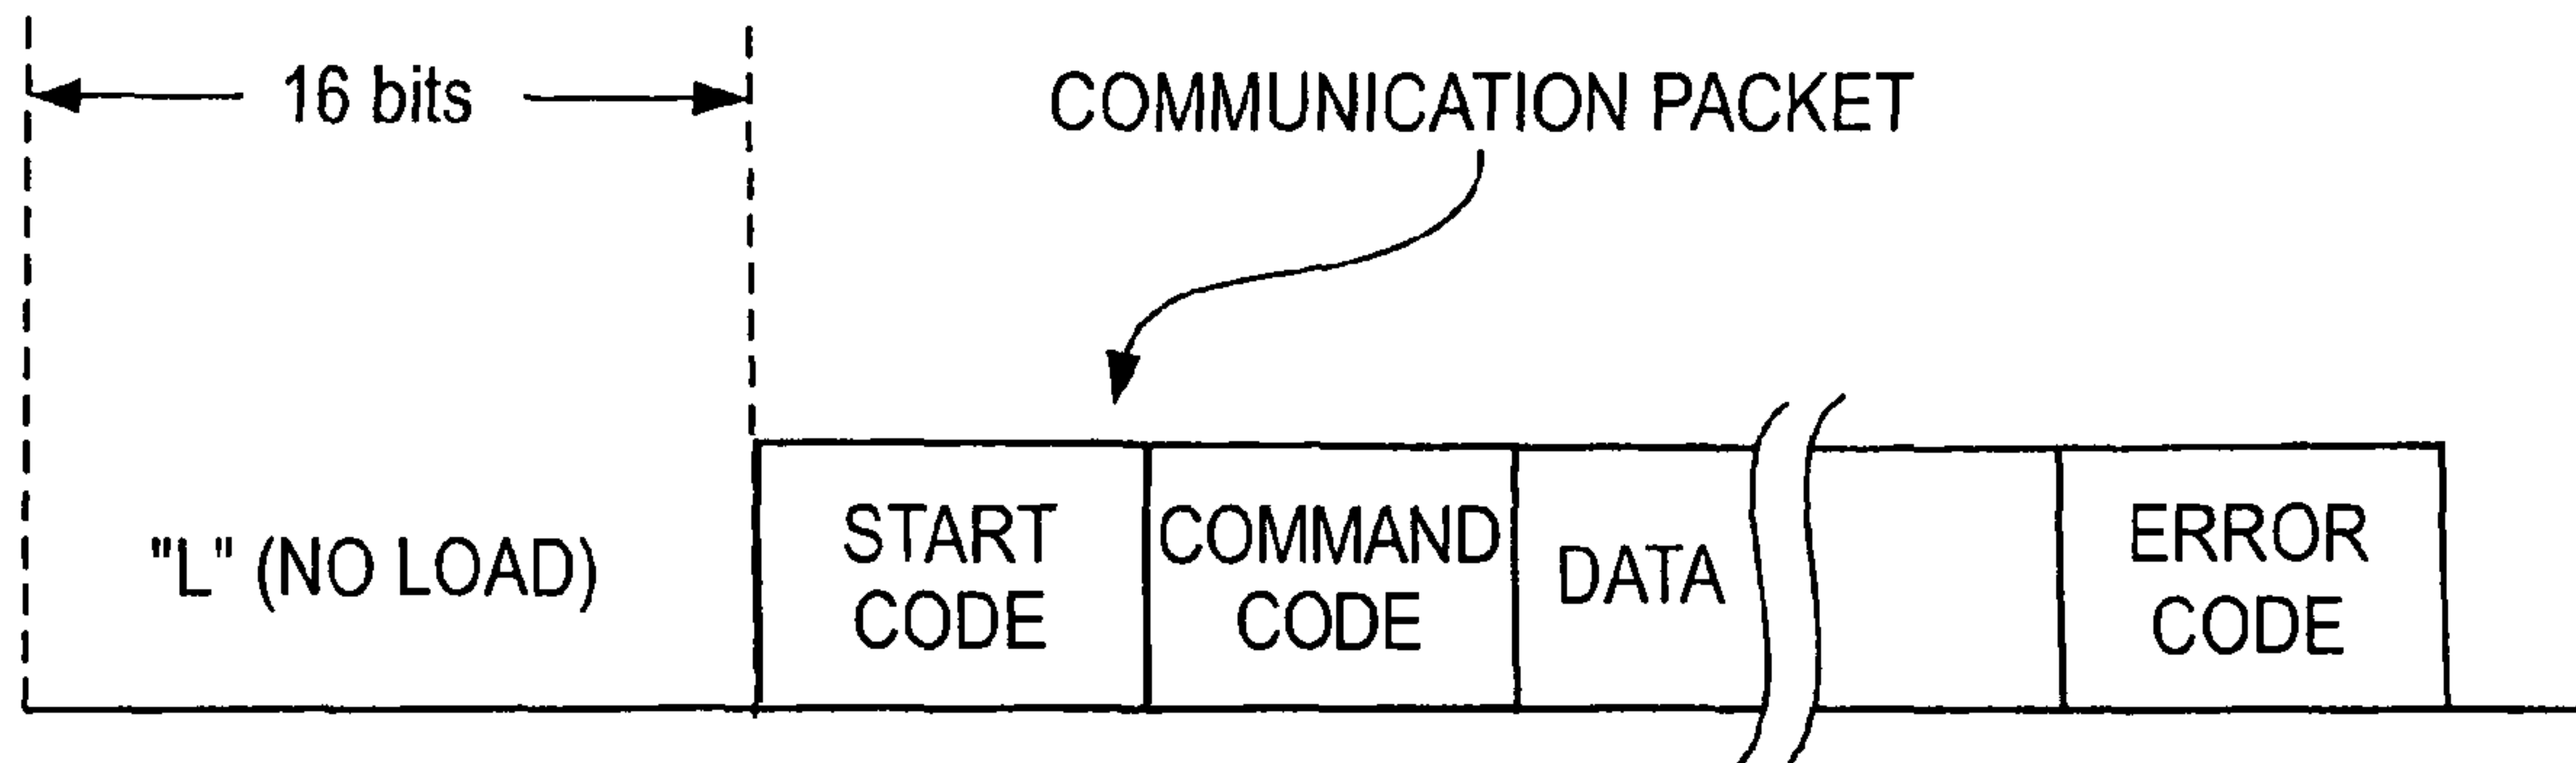 16 bits
COMMUNICATION PACKET
"L" (NO LOAD)
START
CODE
COMMAND
CODE
DATA
ERROR
CODE